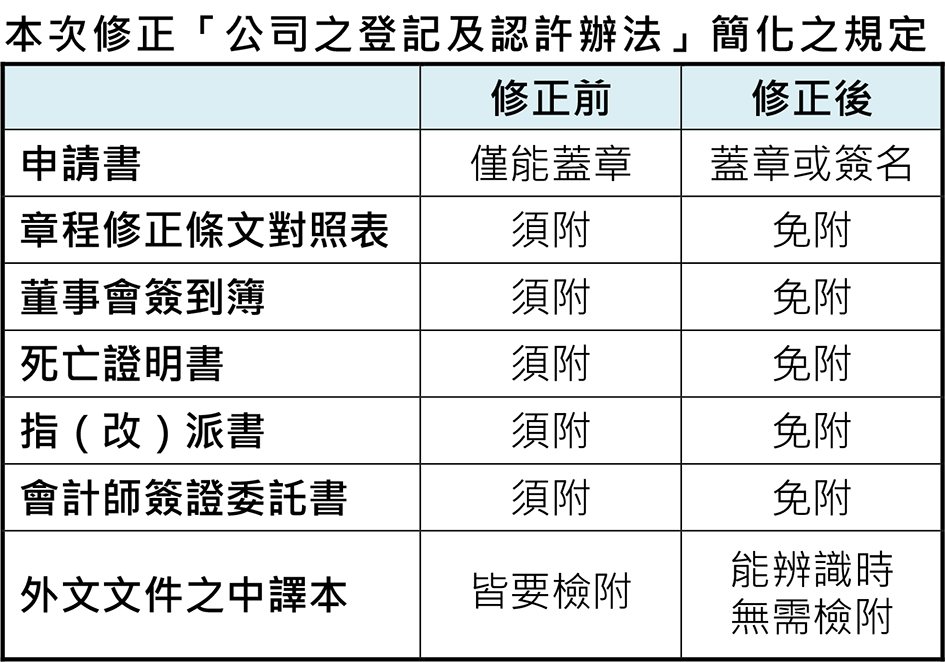 本次修正「公司之登記及認許辦法」簡化之規定
修正前 修正後
申請書 僅能蓋章 蓋章或簽名
章程修正條文對照表 須附 免附
董事會簽到簿 須附 免附
死亡證明書 須附 免附
指（改）派書 須附 免附
會計師簽證委託書 須附 免附
外文文件之中譯本 皆要檢附 能辨識時
無需檢附